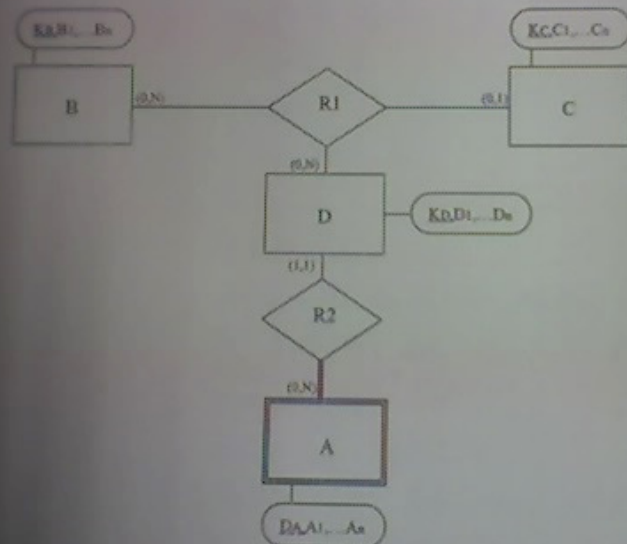 KB,B1,...Bn
KC,C1,...Cn
B
(0,N)
R1
(0,1)
C
(0,N)
D
KD,D1,...Dn
(1,1)
R2
(0,N)
A
DA,A1,...An